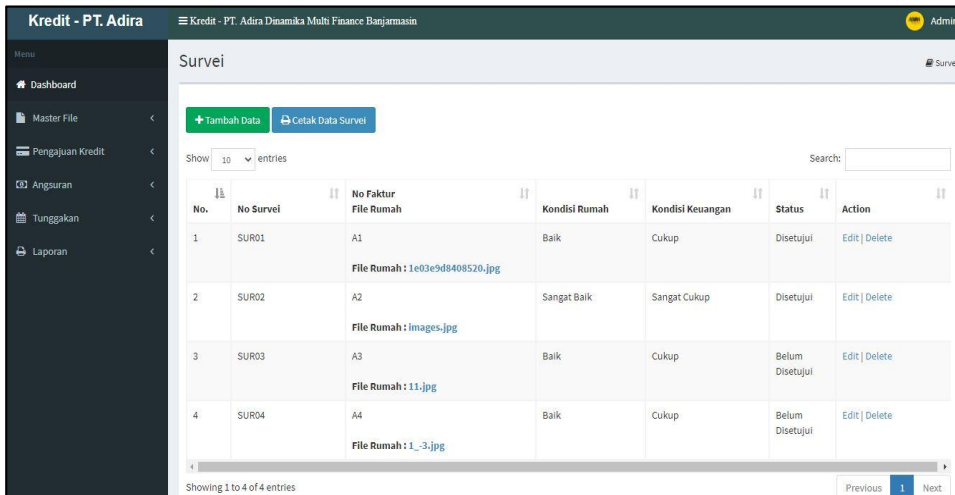 Kredit - PT. Adira
Kredit - PT. Adira Dinamika Multi Finance Banjarmasin
Admin
Menu
Dashboard
Master File
Pengajuan Kredit
Angsuran
Tunggakan
Laporan
Survei
Surve
Tambah Data
Cetak Data Survei
Show 10 entries
Search:
No. No Survei No Faktur File Rumah Kondisi Rumah Kondisi Keuangan Status Action
1 SUR01 A1 Baik Cukup Disetujui Edit | Delete
File Rumah : 1e03e9d8408520.jpg
2 SUR02 A2 Sangat Baik Sangat Cukup Disetujui Edit | Delete
File Rumah : images.jpg
3 SUR03 A3 Baik Cukup Belum Disetujui Edit | Delete
File Rumah : 11.jpg
4 SUR04 A4 Baik Cukup Belum Disetujui Edit | Delete
File Rumah : 1_-3.jpg
Showing 1 to 4 of 4 entries
Previous 1 Next